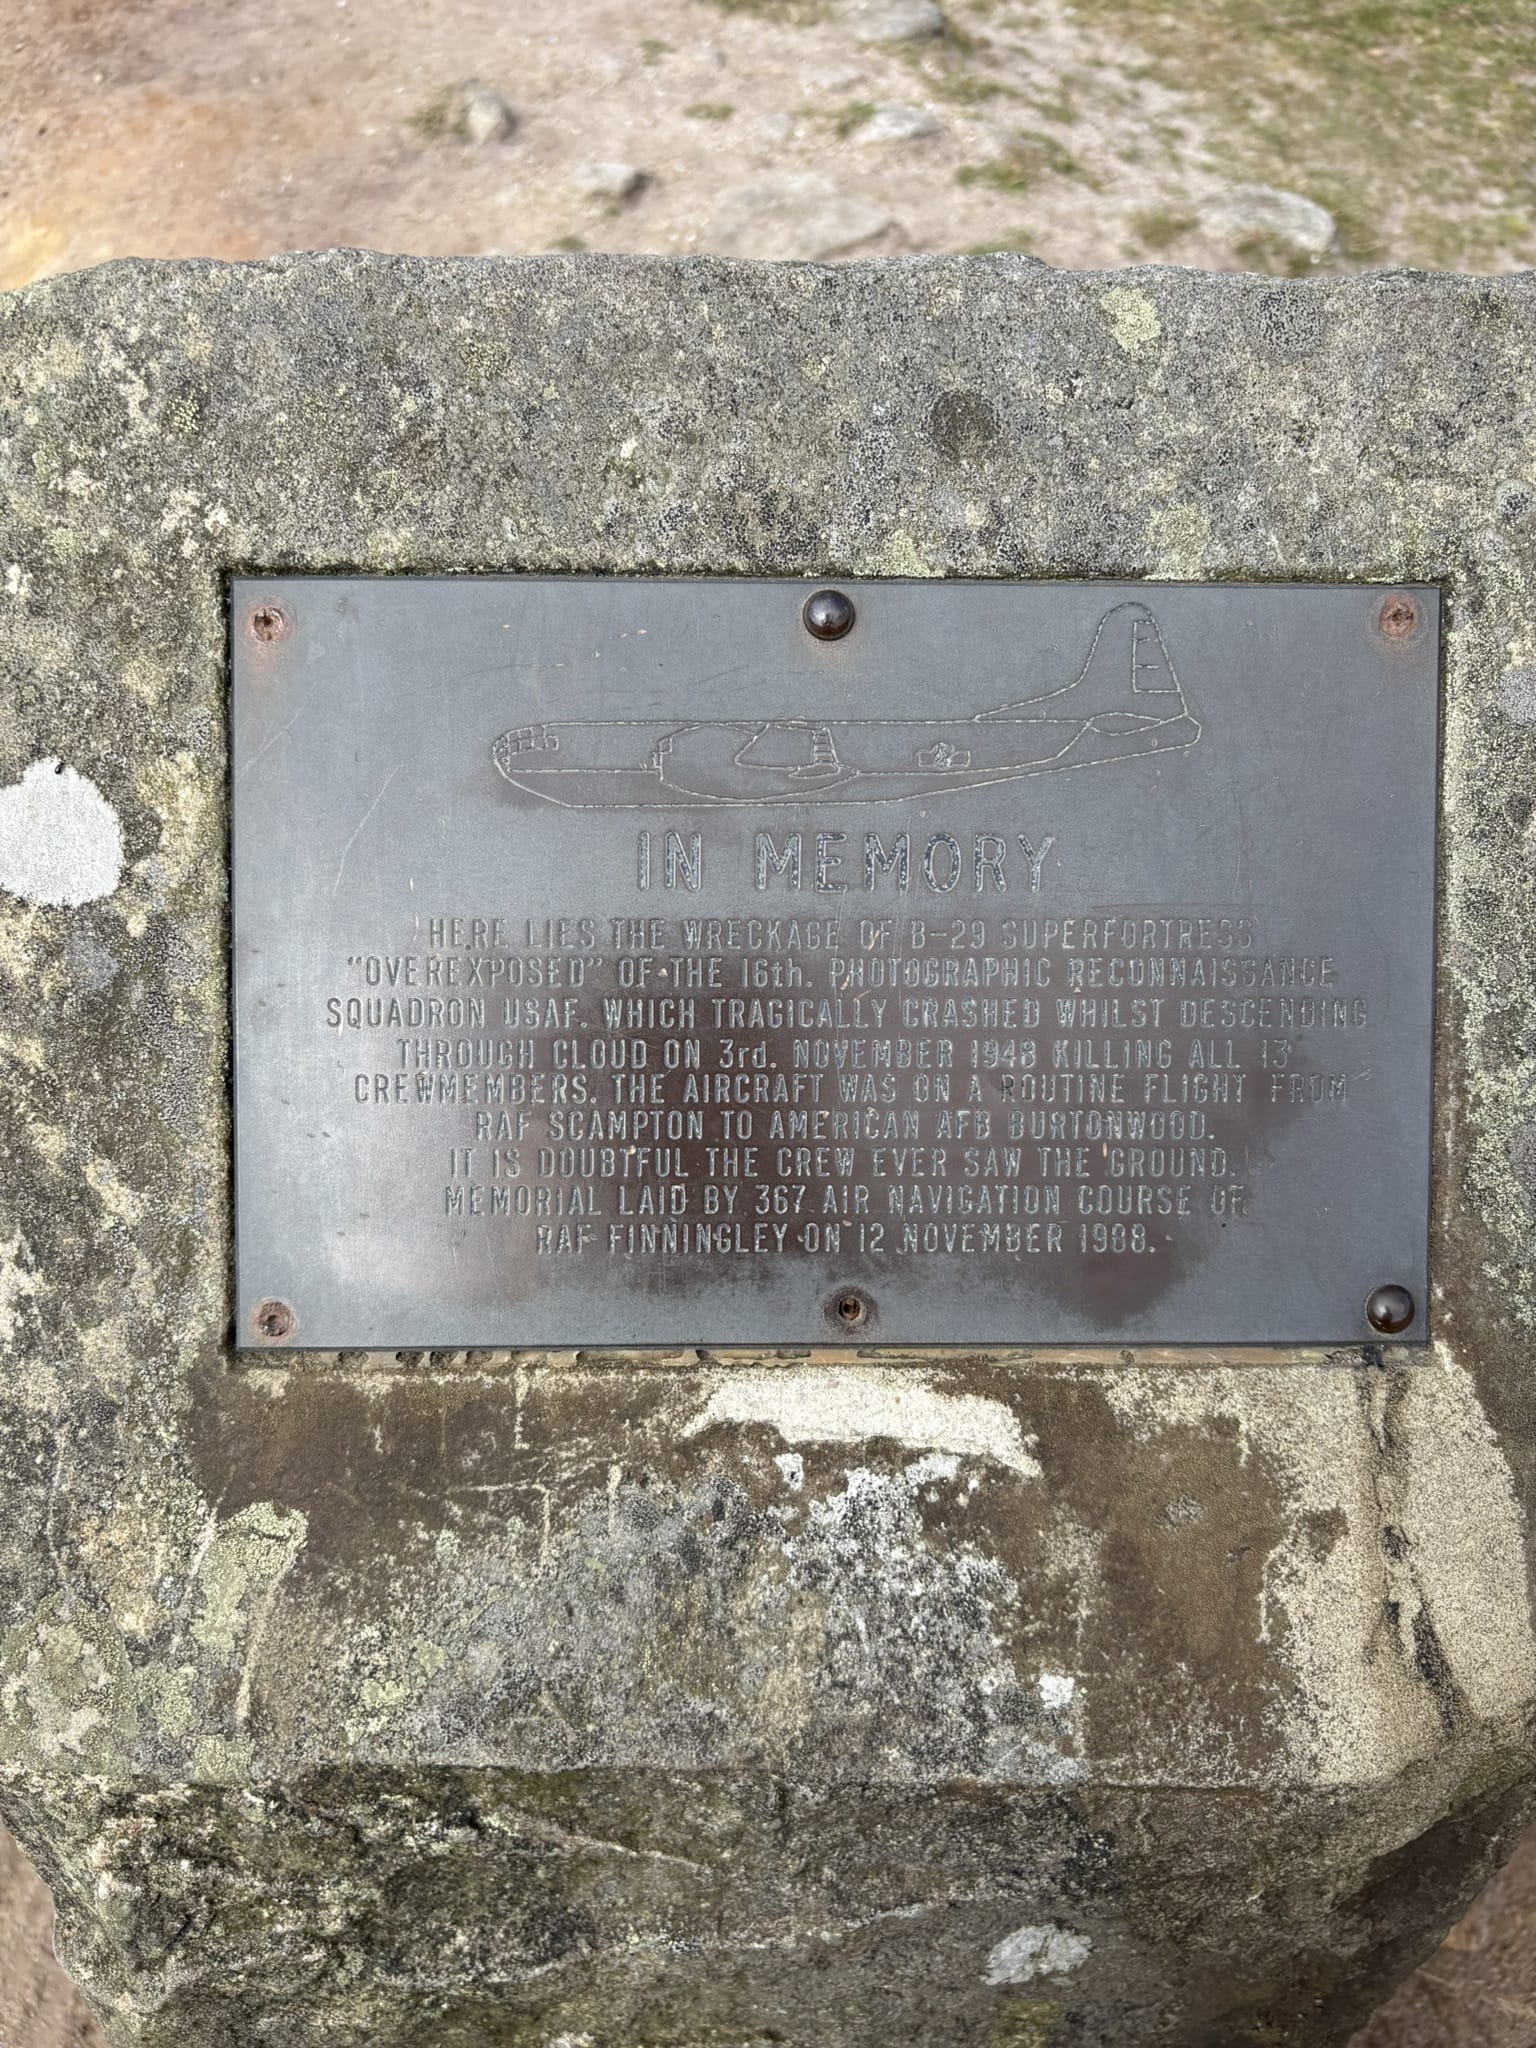 IN MEMORY
HERE LIES THE WRECKAGE OF B-29 SUPERFORTRESS
"OVEREXPOSED" OF THE 16th. PHOTOGRAPHIC RECONNAISSANCE
SQUADRON USAF. WHICH TRAGICALLY CRASHED WHILST DESCENDING
THROUGH CLOUD ON 3rd. NOVEMBER 1948 KILLING ALL 13
CREWMEMBERS. THE AIRCRAFT WAS ON A ROUTINE FLIGHT FROM
RAF SCAMPTON TO AMERICAN AFB BURTONWOOD.
IT IS DOUBTFUL THE CREW EVER SAW THE GROUND.
MEMORIAL LAID BY 367 AIR NAVIGATION COURSE OF
RAF FINNINGLEY ON 12 NOVEMBER 1988.